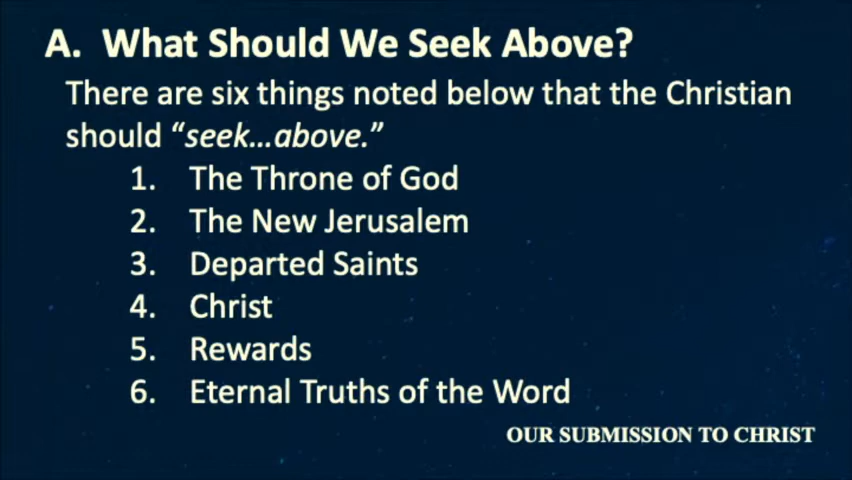 A. What Should We Seek Above?
There are six things noted below that the Christian
should “seek…above.”
1. The Throne of God
2. The New Jerusalem
3. Departed Saints
4. Christ
5. Rewards
6. Eternal Truths of the Word
OUR SUBMISSION TO CHRIST